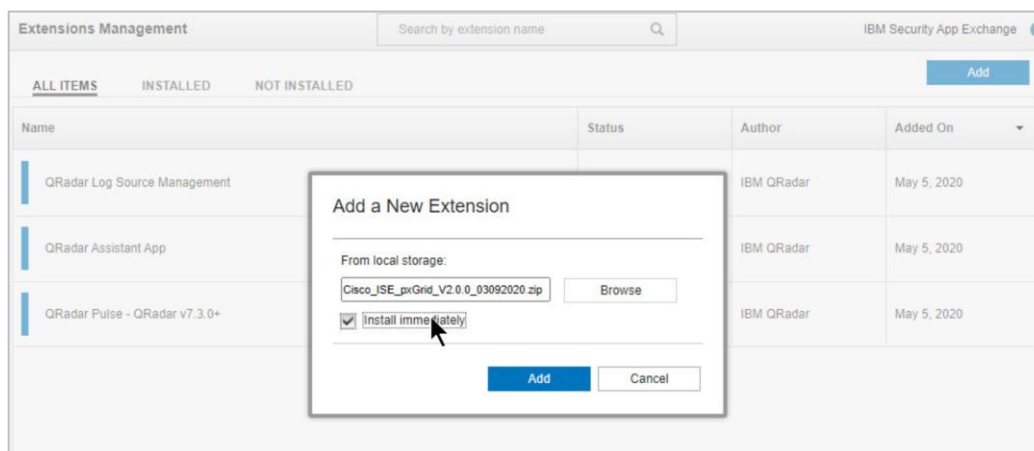 Extensions Management
Search by extension name
IBM Security App Exchange
Add
ALL ITEMS INSTALLED NOT INSTALLED
Name Status Author Added On
QRadar Log Source Management IBM QRadar May 5, 2020
QRadar Assistant App IBM QRadar May 5, 2020
QRadar Pulse - QRadar v7.3.0+ IBM QRadar May 5, 2020
Add a New Extension
From local storage:
Cisco_ISE_pxGrid_V2.0.0_03092020.zip Browse
Install immediately
Add Cancel